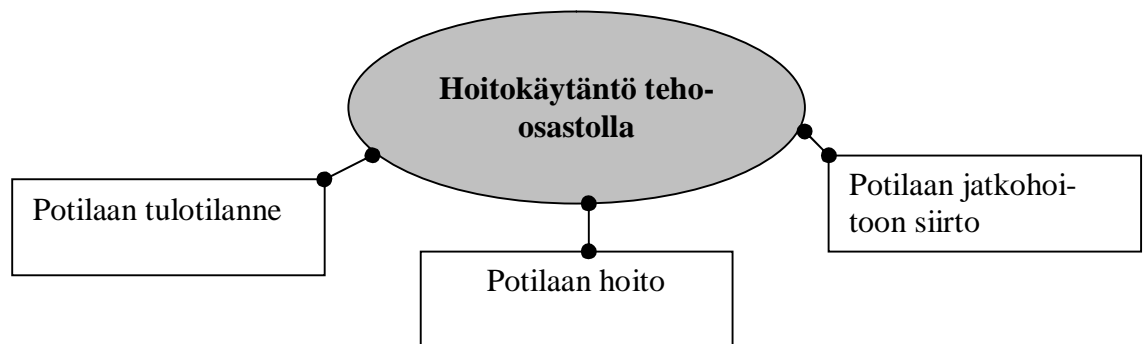 Hoitokäytäntö teho-
osastolla
Potilaan tulotilanne
Potilaan hoito
Potilaan jatkohoi-
toon siirto